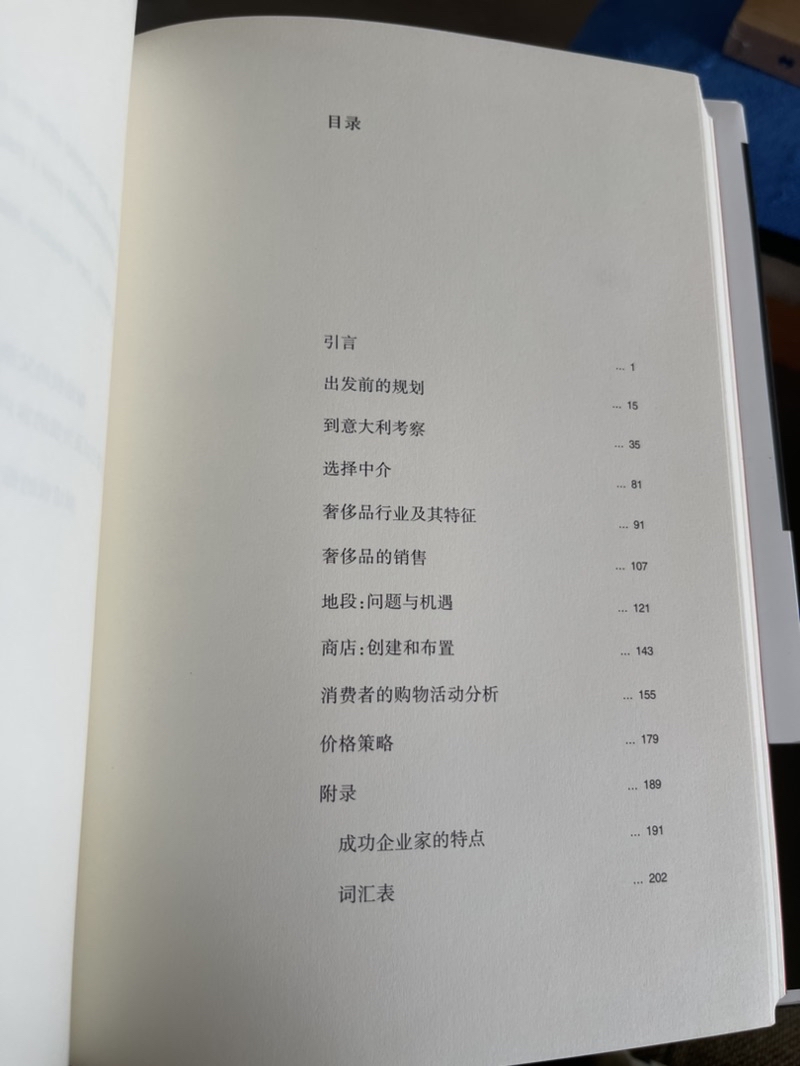 目录
引言 ... 1
出发前的规划 ... 15
到意大利考察 ... 35
选择中介 ... 81
奢侈品行业及其特征 ... 91
奢侈品的销售 ... 107
地段:问题与机遇 ... 121
商店:创建和布置 ... 143
消费者的购物活动分析 ... 155
价格策略 ... 179
附录 ... 189
成功企业家的特点 ... 191
词汇表 ... 202